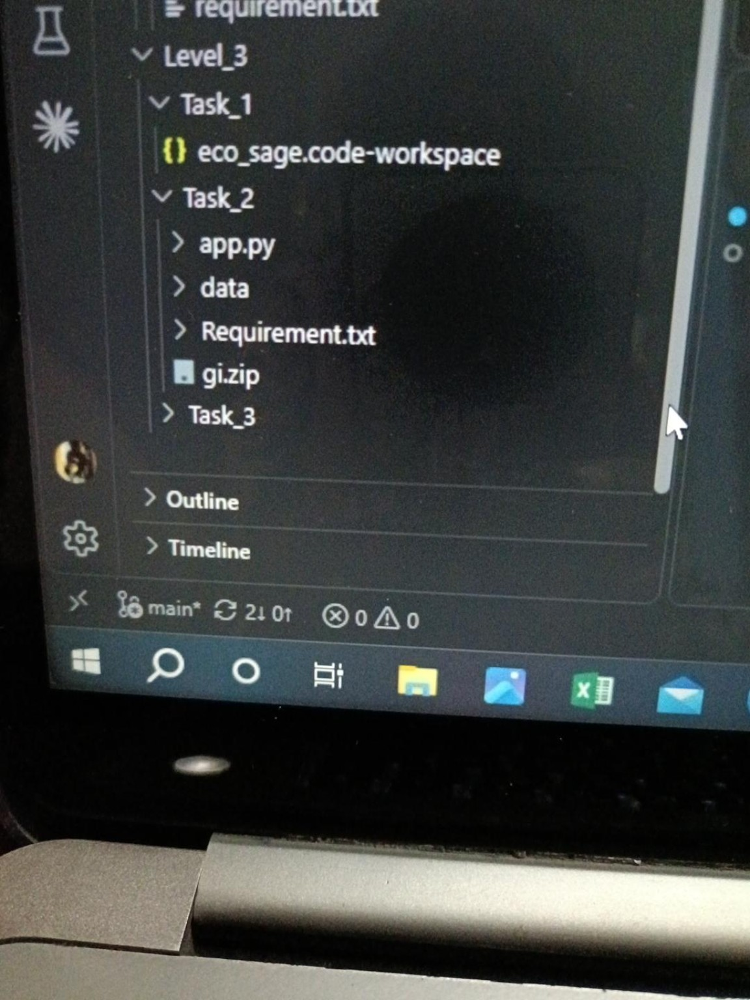 requirement.txt
Level_3
Task_1
{} eco_sage.code-workspace
Task_2
app.py
data
Requirement.txt
gi.zip
Task_3
Outline
Timeline
main* 2↓ 0↑ 0 0